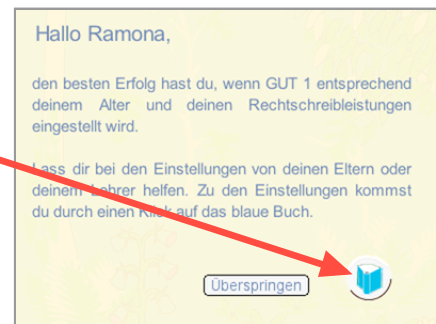 Hallo Ramona,
den besten Erfolg hast du, wenn GUT 1 entsprechend
deinem Alter und deinen Rechtschreibleistungen
eingestellt wird.
Lass dir bei den Einstellungen von deinen Eltern oder
deinem Lehrer helfen. Zu den Einstellungen kommst
du durch einen Klick auf das blaue Buch.
Überspringen